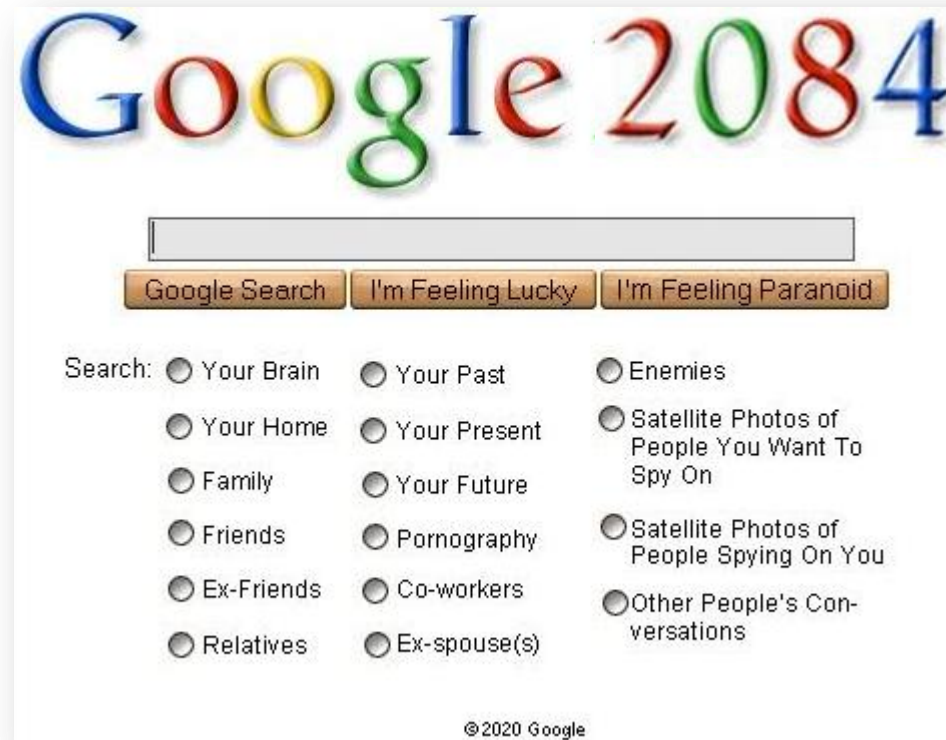 Google 2084
Google Search
I'm Feeling Lucky
I'm Feeling Paranoid
Search:
Your Brain
Your Home
Family
Friends
Ex-Friends
Relatives
Your Past
Your Present
Your Future
Pornography
Co-workers
Ex-spouse(s)
Enemies
Satellite Photos of
People You Want To
Spy On
Satellite Photos of
People Spying On You
Other People's Con-
versations
©2020 Google